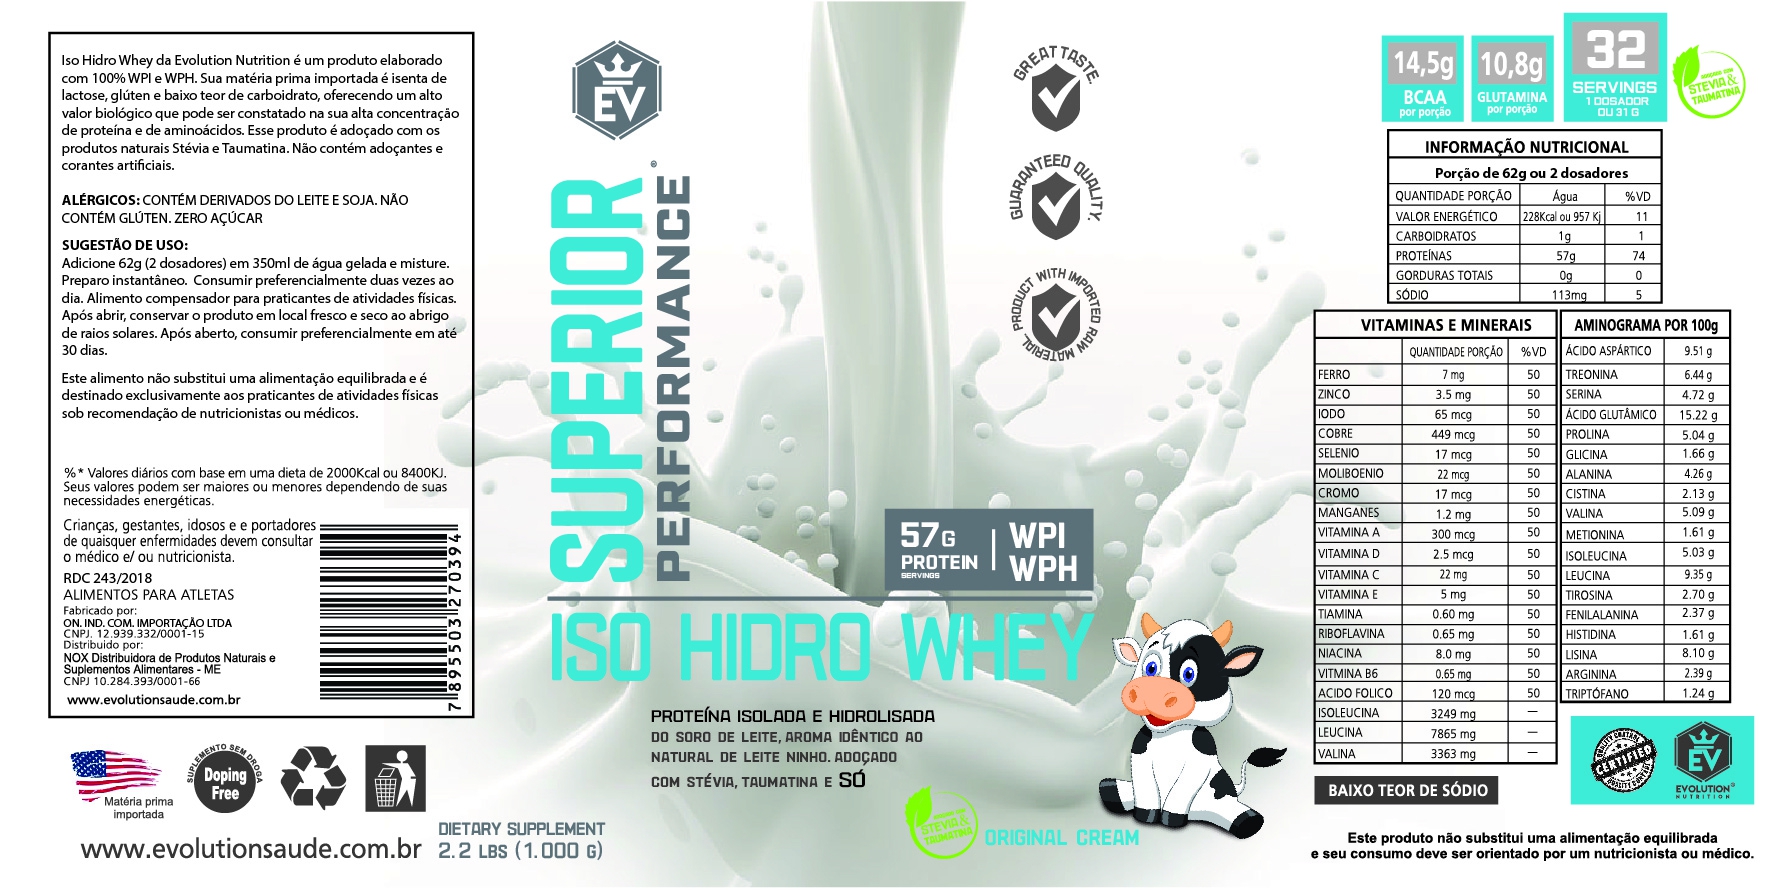 Iso Hidro Whey da Evolution Nutrition é um produto elaborado
com 100% WPI e WPH. Sua matéria prima importada é isenta de
lactose, glúten e baixo teor de carboidrato, oferecendo um alto
valor biológico que pode ser constatado na sua alta concentração
de proteína e de aminoácidos. Esse produto é adoçado com os
produtos naturais Stévia e Taumatina. Não contém adoçantes e
corantes artificiais.
ALÉRGICOS: CONTÉM DERIVADOS DO LEITE E SOJA. NÃO
CONTÉM GLÚTEN. ZERO AÇÚCAR
SUGESTÃO DE USO:
Adicione 62g (2 dosadores) em 350ml de água gelada e misture.
Preparo instantâneo. Consumir preferencialmente duas vezes ao
dia. Alimento compensador para praticantes de atividades físicas.
Após abrir, conservar o produto em local fresco e seco ao abrigo
de raios solares. Após aberto, consumir preferencialmente em até
30 dias.
Este alimento não substitui uma alimentação equilibrada e é
destinado exclusivamente aos praticantes de atividades físicas
sob recomendação de nutricionistas ou médicos.
%* Valores diários com base em uma dieta de 2000Kcal ou 8400KJ.
Seus valores podem ser maiores ou menores dependendo de suas
necessidades energéticas.
Crianças, gestantes, idosos e e portadores
de quaisquer enfermidades devem consultar
o médico e/ ou nutricionista.
RDC 243/2018
ALIMENTOS PARA ATLETAS
Fabricado por:
ON. IND. COM. IMPORTAÇÃO LTDA
CNPJ. 12.939.332/0001-15
Distribuido por:
NOX Distribuidora de Produtos Naturais e
Suplementos Alimentares - ME
CNPJ 10.284.393/0001-66
www.evolutionsaude.com.br
7 895503 270394
Matéria prima
importada
SUPLEMENTO SEM DROGA
Doping
Free
www.evolutionsaude.com.br
DIETARY SUPPLEMENT
2.2 LBS (1.000 G)
EV
SUPERIOR
PERFORMANCE®
GREAT TASTE.
GUARANTEED QUALITY.
PRODUCT WITH IMPORTED RAW MATERIAL.
57G
PROTEIN
SERVINGS
WPI
WPH
ISO HIDRO WHEY
PROTEÍNA ISOLADA E HIDROLISADA
DO SORO DE LEITE, AROMA IDÊNTICO AO
NATURAL DE LEITE NINHO. ADOÇADO
COM STÉVIA, TAUMATINA E SÓ
ADOÇADO COM
STEVIA &
TAUMATINA
ORIGINAL CREAM
14,5g
BCAA
por porção
10,8g
GLUTAMINA
por porção
32
SERVINGS
1 DOSADOR
OU 31 G
ADOÇADO COM
STEVIA &
TAUMATINA
INFORMAÇÃO NUTRICIONAL
Porção de 62g ou 2 dosadores
QUANTIDADE PORÇÃO Água %VD
VALOR ENERGÉTICO 228Kcal ou 957 Kj 11
CARBOIDRATOS 1g 1
PROTEÍNAS 57g 74
GORDURAS TOTAIS 0g 0
SÓDIO 113mg 5
VITAMINAS E MINERAIS
QUANTIDADE PORÇÃO %VD
FERRO 7 mg 50
ZINCO 3.5 mg 50
IODO 65 mcg 50
COBRE 449 mcg 50
SELENIO 17 mcg 50
MOLIBOENIO 22 mcg 50
CROMO 17 mcg 50
MANGANES 1.2 mg 50
VITAMINA A 300 mcg 50
VITAMINA D 2.5 mcg 50
VITAMINA C 22 mg 50
VITAMINA E 5 mg 50
TIAMINA 0.60 mg 50
RIBOFLAVINA 0.65 mg 50
NIACINA 8.0 mg 50
VITMINA B6 0.65 mg 50
ACIDO FOLICO 120 mcg 50
ISOLEUCINA 3249 mg —
LEUCINA 7865 mg —
VALINA 3363 mg —
AMINOGRAMA POR 100g
ÁCIDO ASPÁRTICO 9.51 g
TREONINA 6.44 g
SERINA 4.72 g
ÁCIDO GLUTÂMICO 15.22 g
PROLINA 5.04 g
GLICINA 1.66 g
ALANINA 4.26 g
CISTINA 2.13 g
VALINA 5.09 g
METIONINA 1.61 g
ISOLEUCINA 5.03 g
LEUCINA 9.35 g
TIROSINA 2.70 g
FENILALANINA 2.37 g
HISTIDINA 1.61 g
LISINA 8.10 g
ARGININA 2.39 g
TRIPTÓFANO 1.24 g
BAIXO TEOR DE SÓDIO
CERTIFIED
EV
EVOLUTION®
NUTRITION
Este produto não substitui uma alimentação equilibrada
e seu consumo deve ser orientado por um nutricionista ou médico.